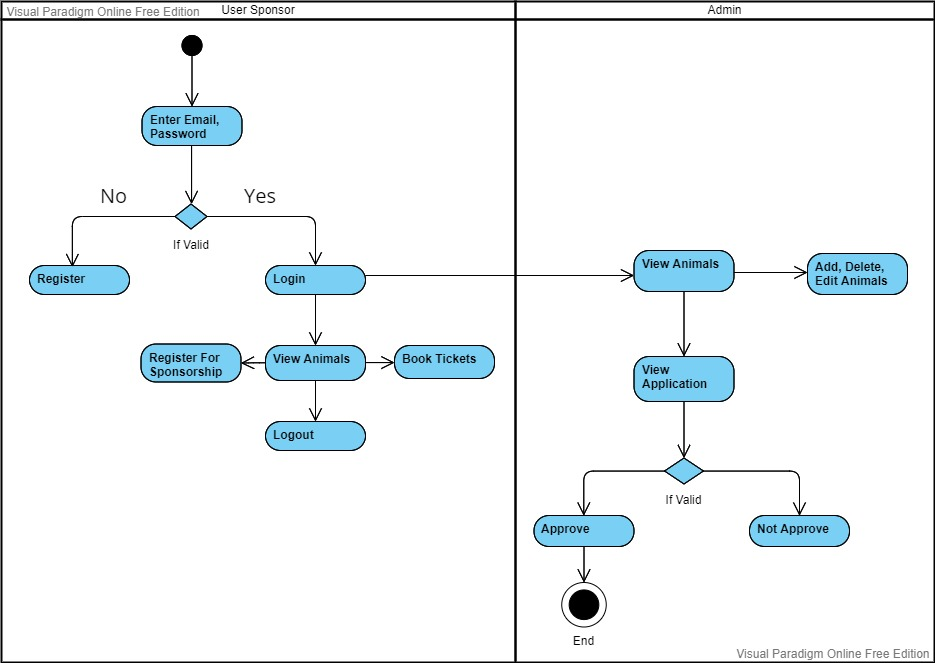 Visual Paradigm Online Free Edition
User Sponsor
Admin
Enter Email,
Password
No
Yes
If Valid
Register
Login
View Animals
Add, Delete,
Edit Animals
Register For
Sponsorship
View Animals
Book Tickets
View
Application
Logout
If Valid
Approve
Not Approve
End
Visual Paradigm Online Free Edition